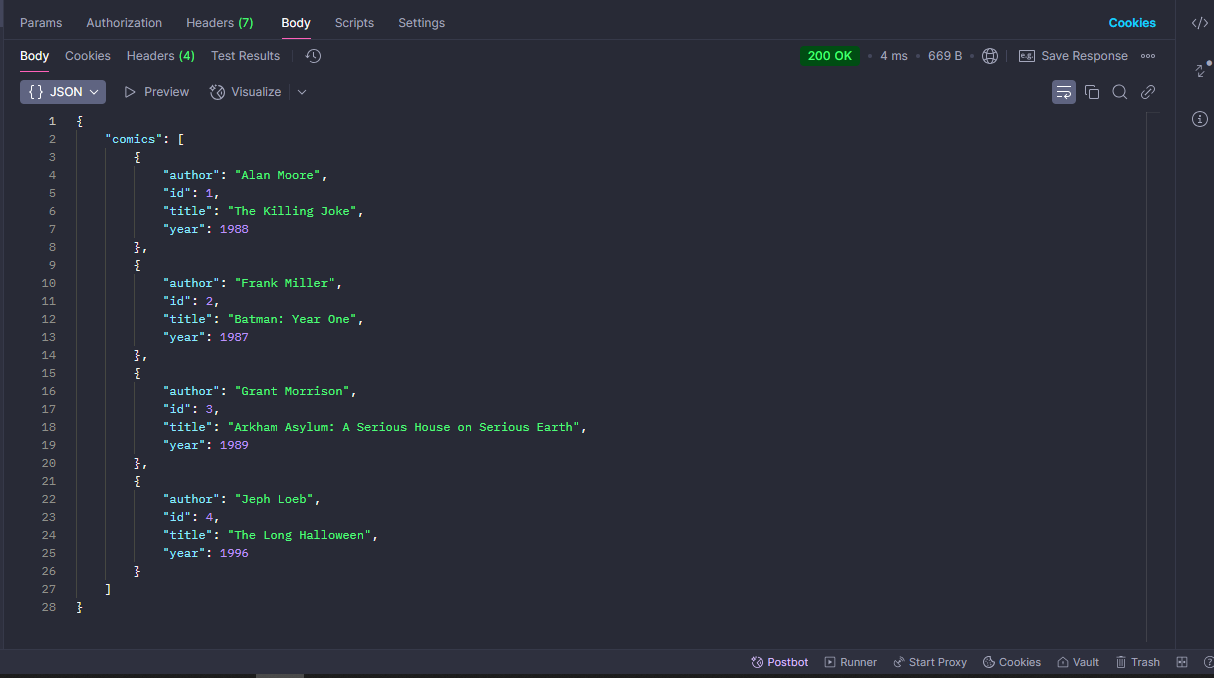 Params Authorization Headers (7) Body Scripts Settings Cookies
Body Cookies Headers (4) Test Results 200 OK 4 ms 669 B e.g. Save Response
{} JSON Preview Visualize
1 {
2 "comics": [
3 {
4 "author": "Alan Moore",
5 "id": 1,
6 "title": "The Killing Joke",
7 "year": 1988
8 },
9 {
10 "author": "Frank Miller",
11 "id": 2,
12 "title": "Batman: Year One",
13 "year": 1987
14 },
15 {
16 "author": "Grant Morrison",
17 "id": 3,
18 "title": "Arkham Asylum: A Serious House on Serious Earth",
19 "year": 1989
20 },
21 {
22 "author": "Jeph Loeb",
23 "id": 4,
24 "title": "The Long Halloween",
25 "year": 1996
26 }
27 ]
28 }
Postbot Runner Start Proxy Cookies Vault Trash